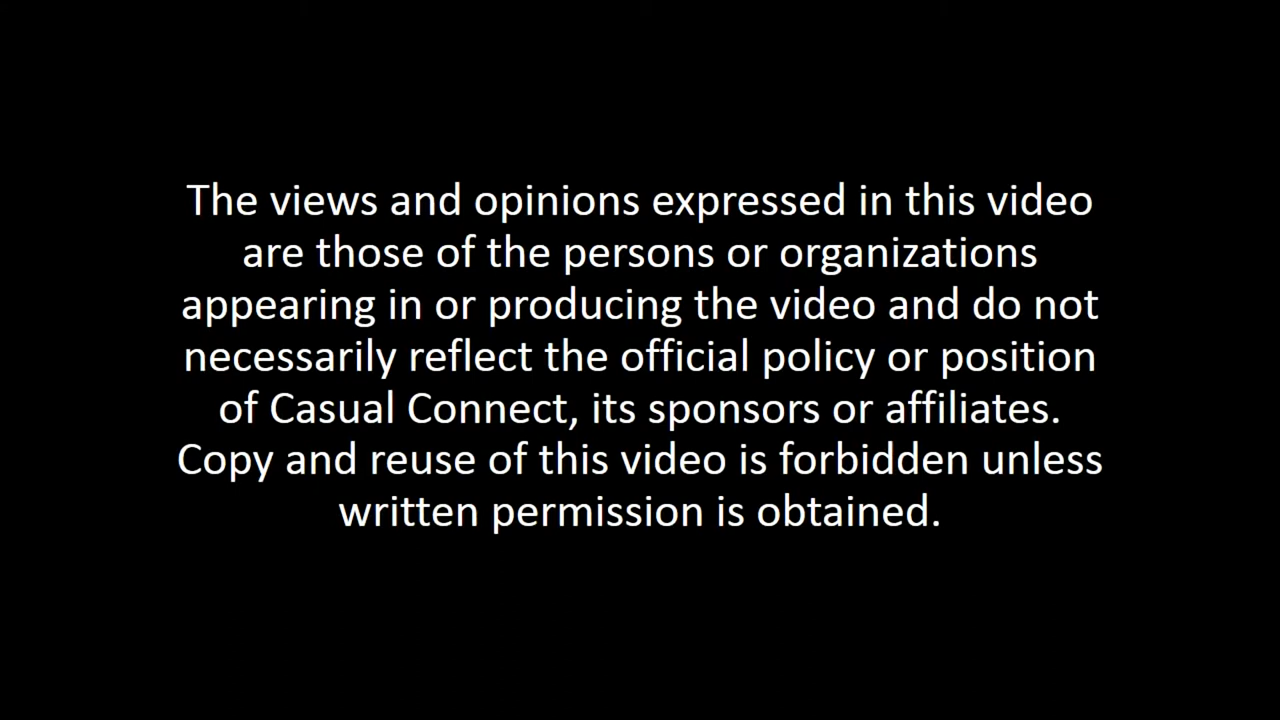 The views and opinions expressed in this video
are those of the persons or organizations
appearing in or producing the video and do not
necessarily reflect the official policy or position
of Casual Connect, its sponsors or affiliates.
Copy and reuse of this video is forbidden unless
written permission is obtained.